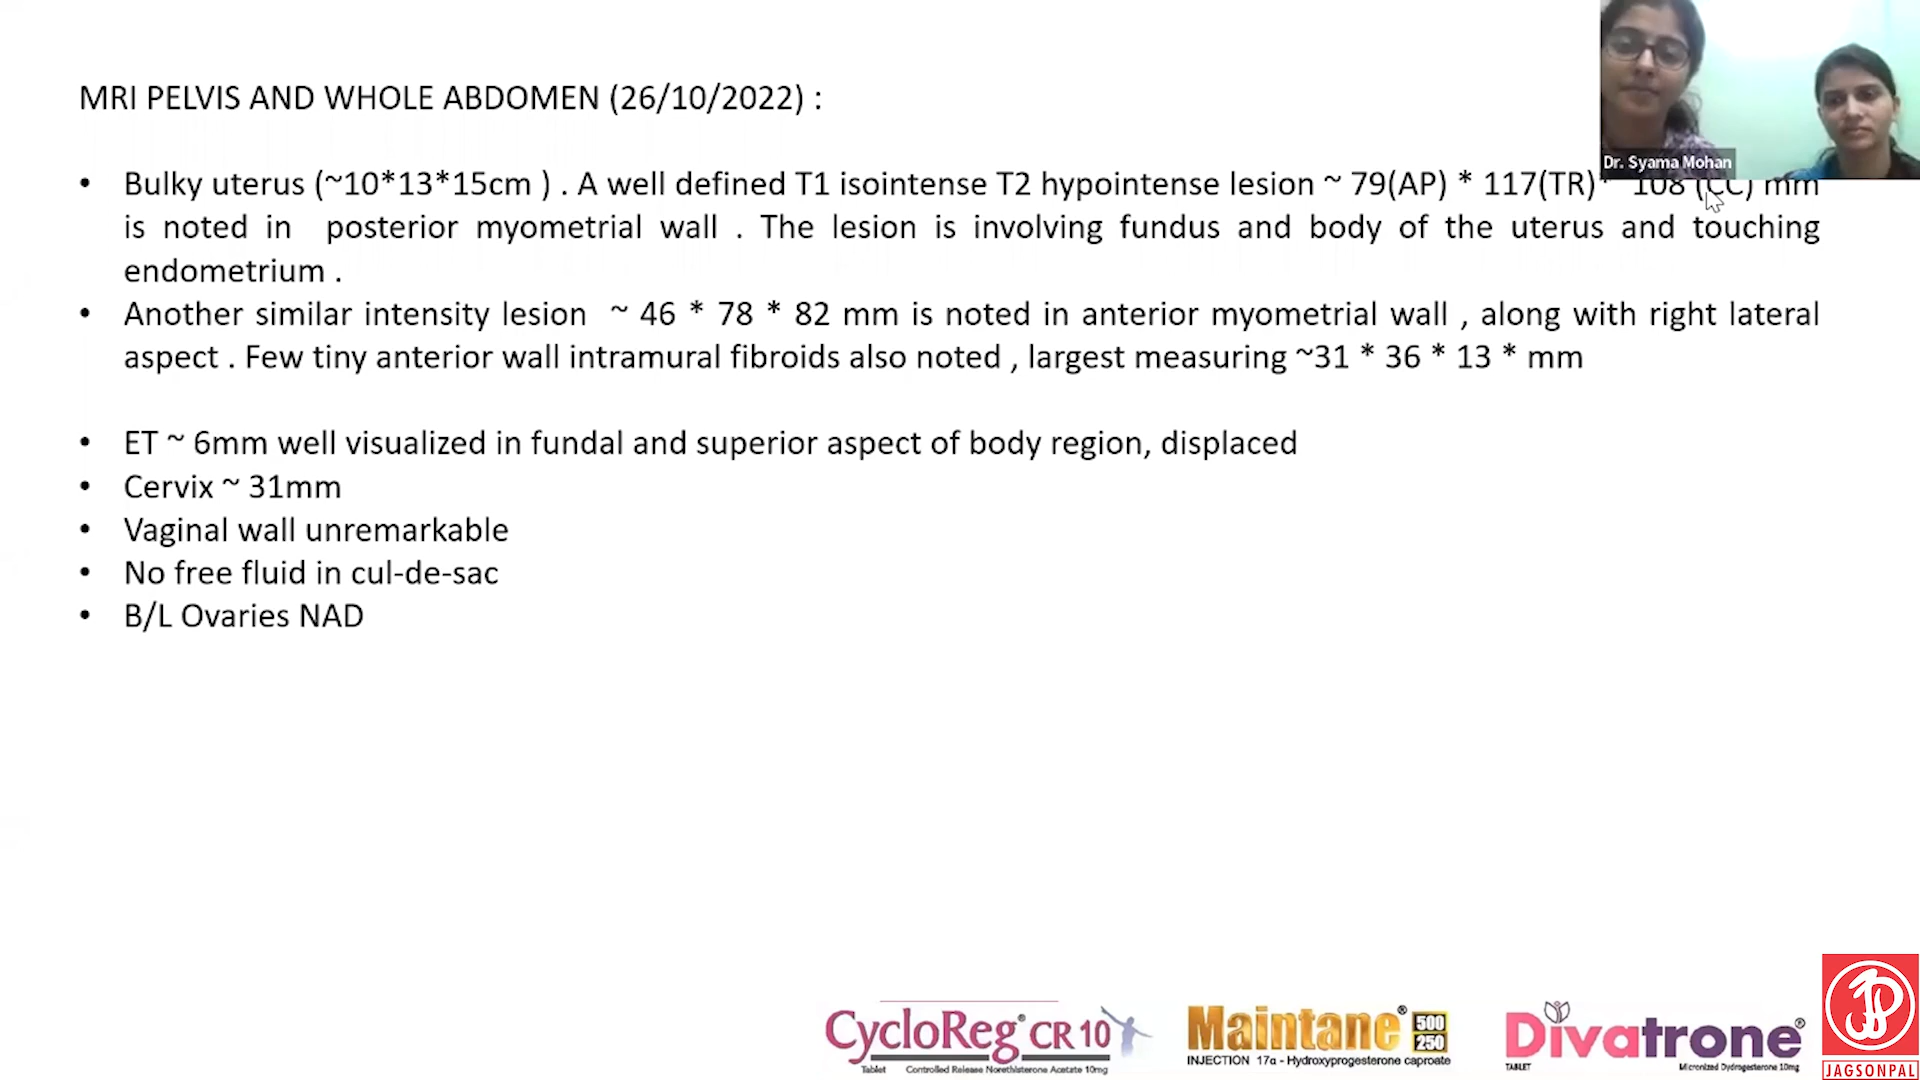 MRI PELVIS AND WHOLE ABDOMEN (26/10/2022) :
• Bulky uterus (~10*13*15cm ) . A well defined T1 isointense T2 hypointense lesion ~ 79(AP) * 117(TR)* 108 (CC) mm
is noted in posterior myometrial wall . The lesion is involving fundus and body of the uterus and touching
endometrium .
• Another similar intensity lesion ~ 46 * 78 * 82 mm is noted in anterior myometrial wall , along with right lateral
aspect . Few tiny anterior wall intramural fibroids also noted , largest measuring ~31 * 36 * 13 * mm
• ET ~ 6mm well visualized in fundal and superior aspect of body region, displaced
• Cervix ~ 31mm
• Vaginal wall unremarkable
• No free fluid in cul-de-sac
• B/L Ovaries NAD
Dr. Syama Mohan
CycloReg® CR 10
Tablet Controlled Release Norethisterone Acetate 10mg
Maintane® 500 250
INJECTION 17α - Hydroxyprogesterone caproate
Divatrone®
TABLET Micronized Dydrogesterone 10mg
JAGSONPAL